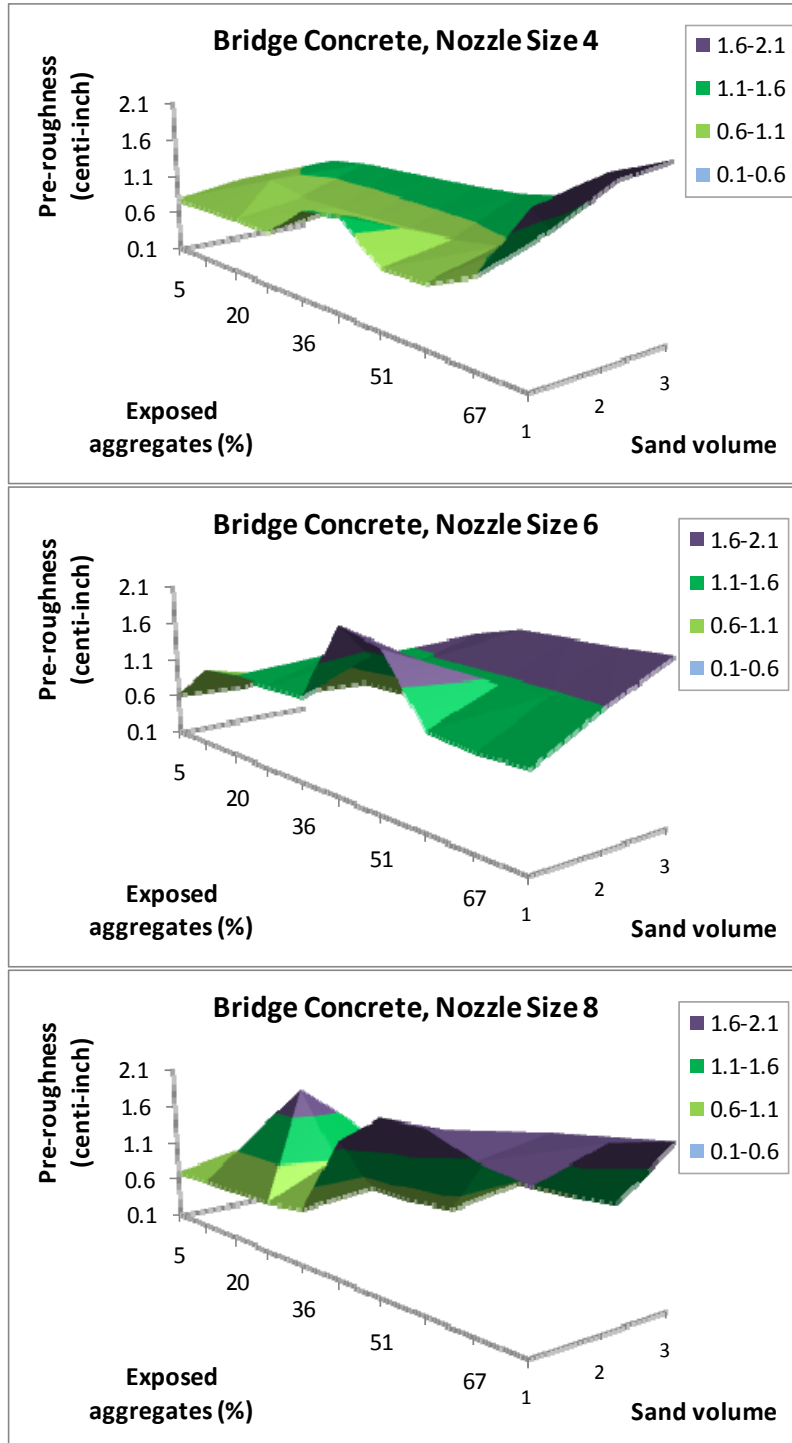 Bridge Concrete, Nozzle Size 4
Pre-roughness
(centi-inch)
2.1
1.6
1.1
0.6
0.1
5
20
36
51
67
1
2
3
Exposed
aggregates (%)
Sand volume
1.6-2.1
1.1-1.6
0.6-1.1
0.1-0.6
Bridge Concrete, Nozzle Size 6
Pre-roughness
(centi-inch)
2.1
1.6
1.1
0.6
0.1
5
20
36
51
67
1
2
3
Exposed
aggregates (%)
Sand volume
1.6-2.1
1.1-1.6
0.6-1.1
0.1-0.6
Bridge Concrete, Nozzle Size 8
Pre-roughness
(centi-inch)
2.1
1.6
1.1
0.6
0.1
5
20
36
51
67
1
2
3
Exposed
aggregates (%)
Sand volume
1.6-2.1
1.1-1.6
0.6-1.1
0.1-0.6